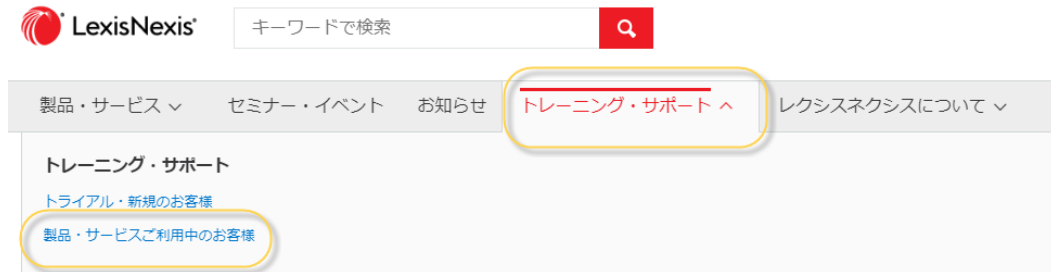 LexisNexis®
キーワードで検索
製品・サービス セミナー・イベント お知らせ トレーニング・サポート レクシスネクシスについて
トレーニング・サポート
トライアル・新規のお客様
製品・サービスご利用中のお客様